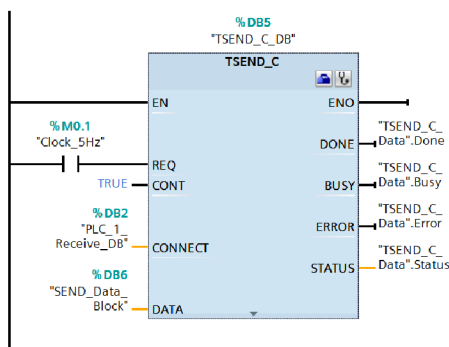 %DB5
"TSEND_C_DB"
TSEND_C
EN
ENO
%M0.1
"Clock_5Hz"
REQ
TRUE
CONT
%DB2
"PLC_1_
Receive_DB"
CONNECT
%DB6
"SEND_Data_
Block"
DATA
DONE
"TSEND_C_
Data".Done
BUSY
"TSEND_C_
Data".Busy
ERROR
"TSEND_C_
Data".Error
STATUS
"TSEND_C_
Data".Status